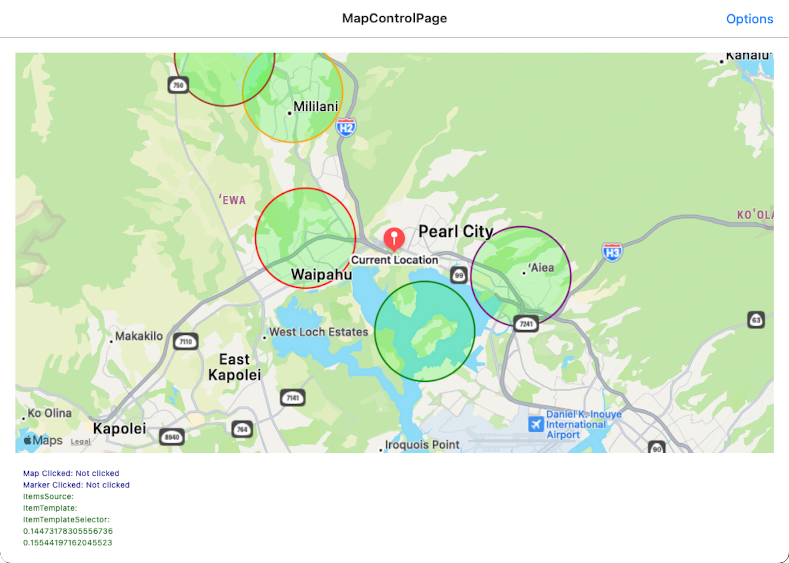 MapControlPage
Options
Kahalu'
750
Mililani
H2
'EWA
KO'OLA
Pearl City
H3
Current Location
'Aiea
Waipahu
99
7241
63
West Loch Estates
Makakilo
7110
East
Kapolei
7141
Ko Olina
Kapolei
764
8940
Daniel K. Inouye
International
Airport
Maps
Legal
Iroquois Point
90
Map Clicked: Not clicked
Marker Clicked: Not clicked
ItemsSource:
ItemTemplate:
ItemTemplateSelector:
0.14473178305556736
0.15544197162045523